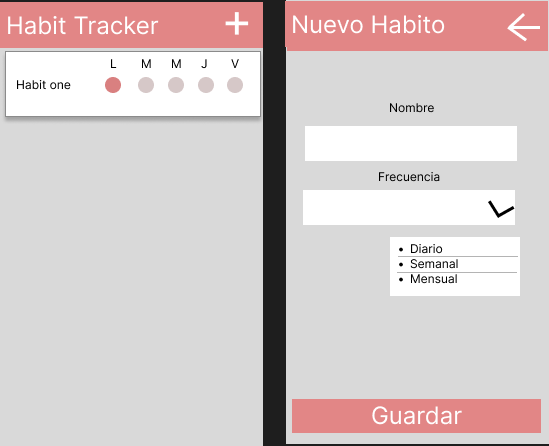 Habit Tracker +
L M M J V
Habit one
Nuevo Habito
Nombre
Frecuencia
• Diario
• Semanal
• Mensual
Guardar